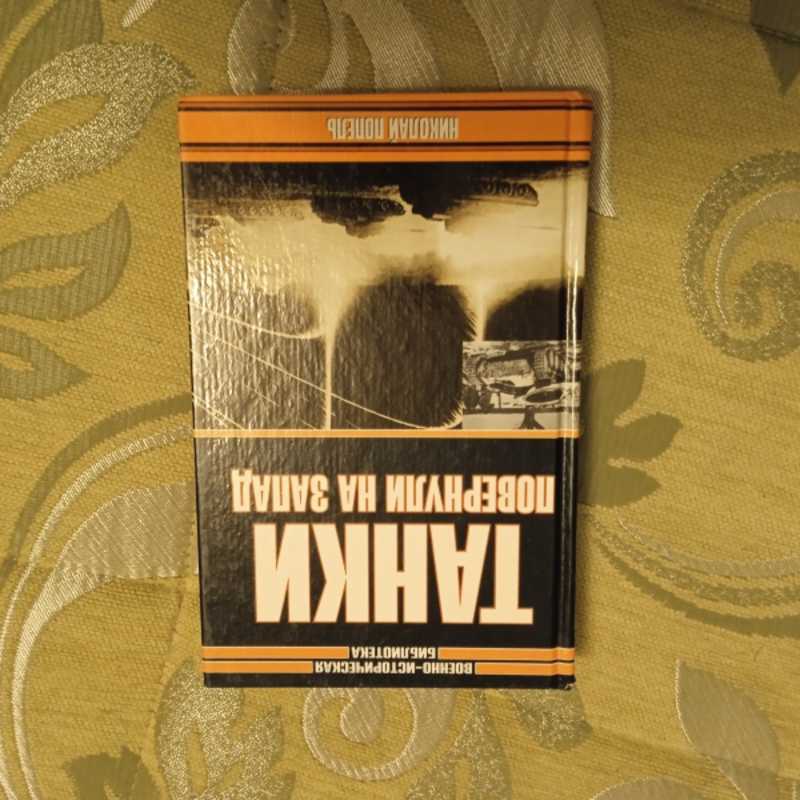 ВОЕННО-ИСТОРИЧЕСКАЯ
БИБЛИОТЕКА
ТАНКИ
ПОВЕРНУЛИ НА ЗАПАД
НИКОЛАЙ ПОПЕЛЬ